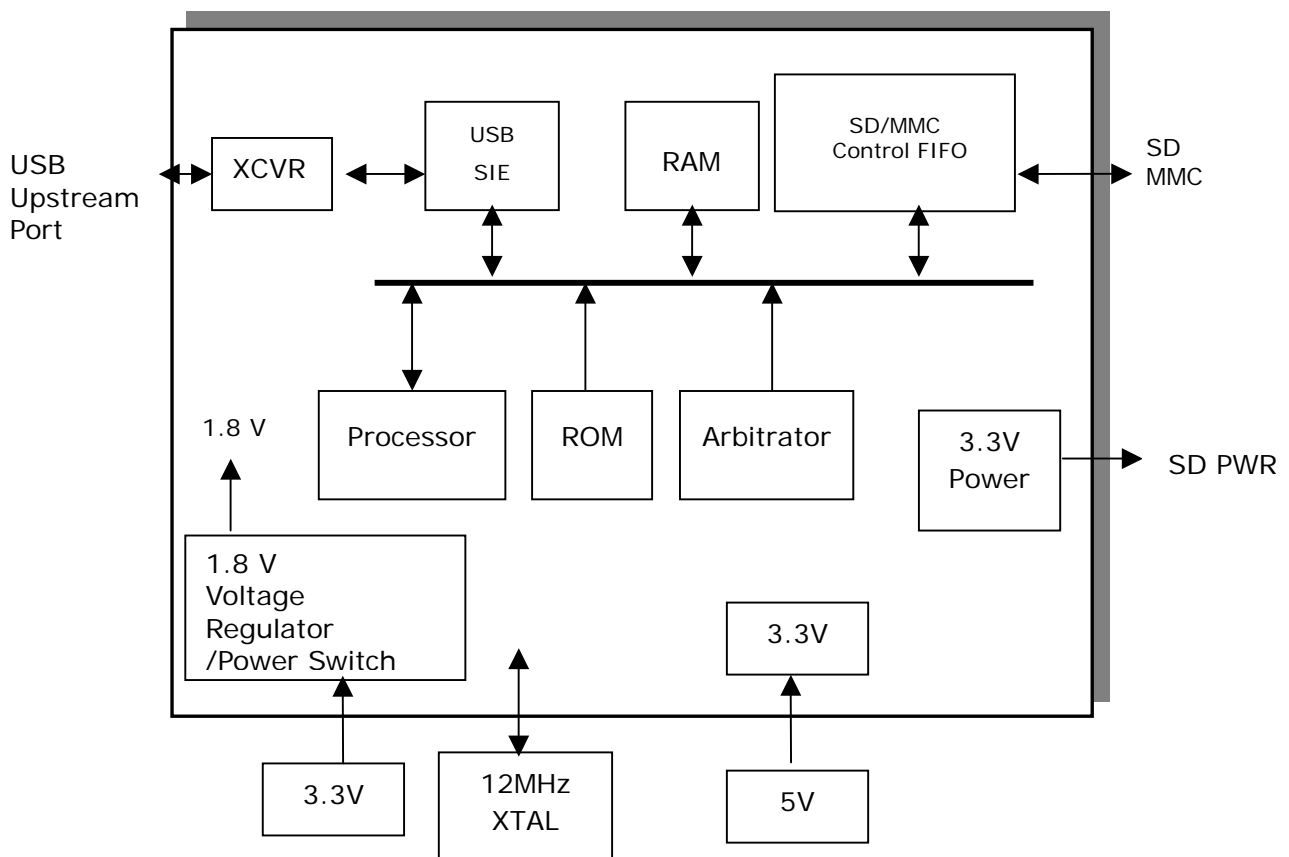 USB
Upstream
Port
XCVR
USB
SIE
RAM
SD/MMC
Control FIFO
SD
MMC
1.8 V
Processor
ROM
Arbitrator
3.3V
Power
SD PWR
1.8 V
Voltage
Regulator
/Power Switch
3.3V
3.3V
12MHz
XTAL
5V